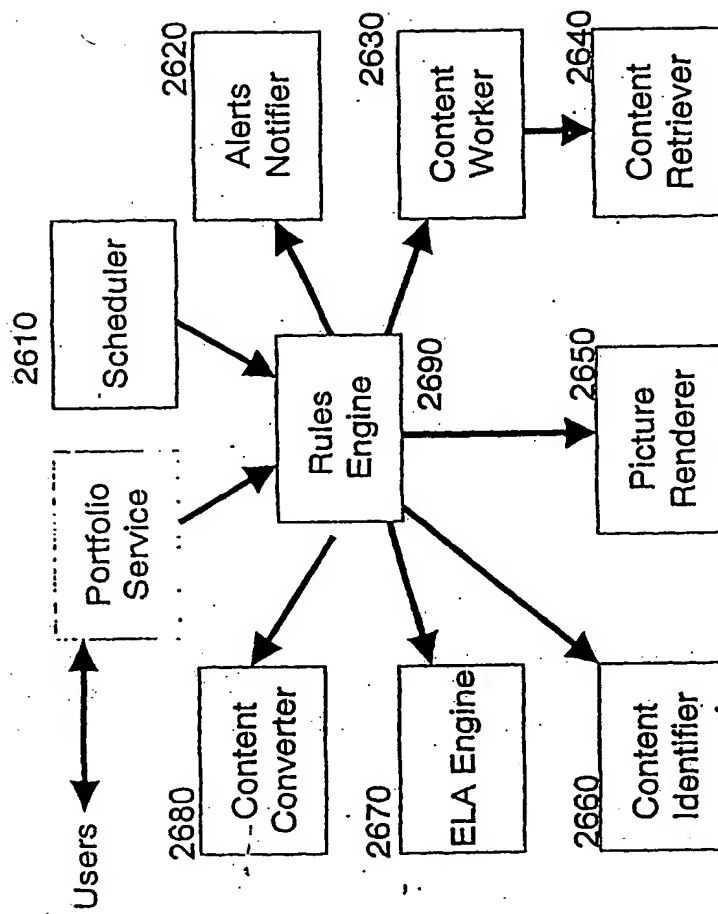 Users
Portfolio
Service
2610
Scheduler
2620
Alerts
Notifier
2680
Content
Converter
Rules
Engine
2690
2630
Content
Worker
2670
ELA Engine
2640
Content
Retriever
2660
Content
Identifier
2650
Picture
Renderer